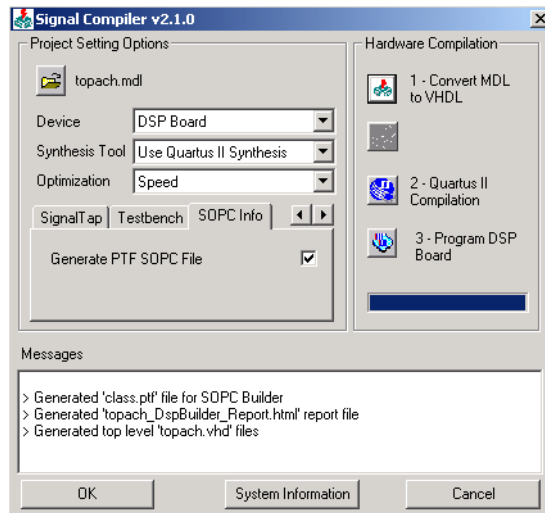 Signal Compiler v2.1.0
Project Setting Options
topach.mdl
Device
DSP Board
Synthesis Tool
Use Quartus II Synthesis
Optimization
Speed
SignalTap
Testbench
SOPC Info
Generate PTF SOPC File
Hardware Compilation
1 - Convert MDL
to VHDL
2 - Quartus II
Compilation
3 - Program DSP
Board
Messages
> Generated 'class.ptf' file for SOPC Builder
> Generated 'topach_DspBuilder_Report.html' report file
> Generated top level 'topach.vhd' files
OK
System Information
Cancel